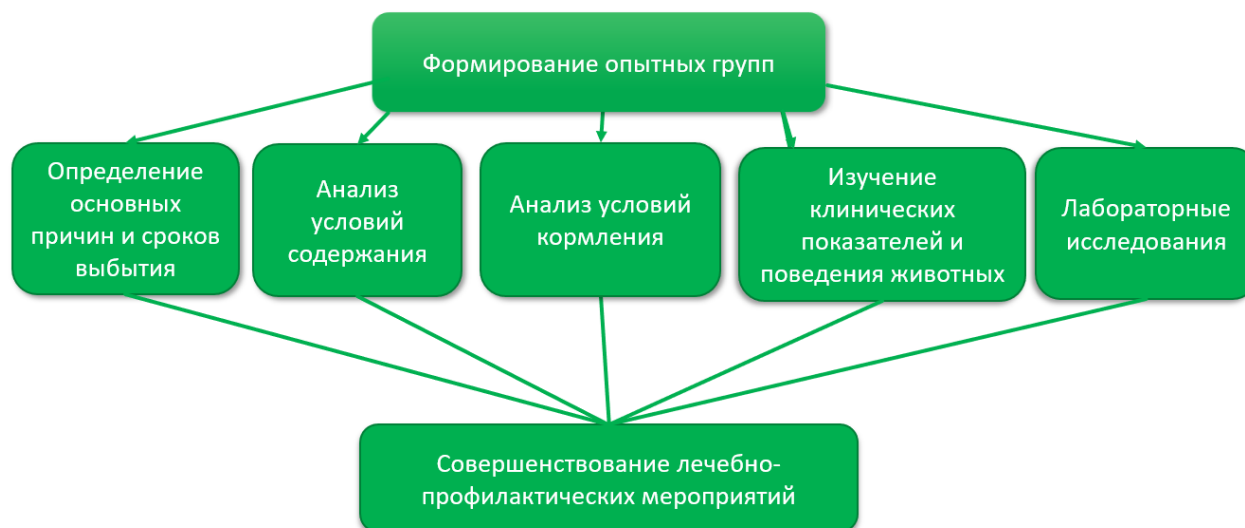 Формирование опытных групп
Определение
основных
причин и сроков
выбытия
Анализ
условий
содержания
Анализ условий
кормления
Изучение
клинических
показателей и
поведения животных
Лабораторные
исследования
Совершенствование лечебно-
профилактических мероприятий